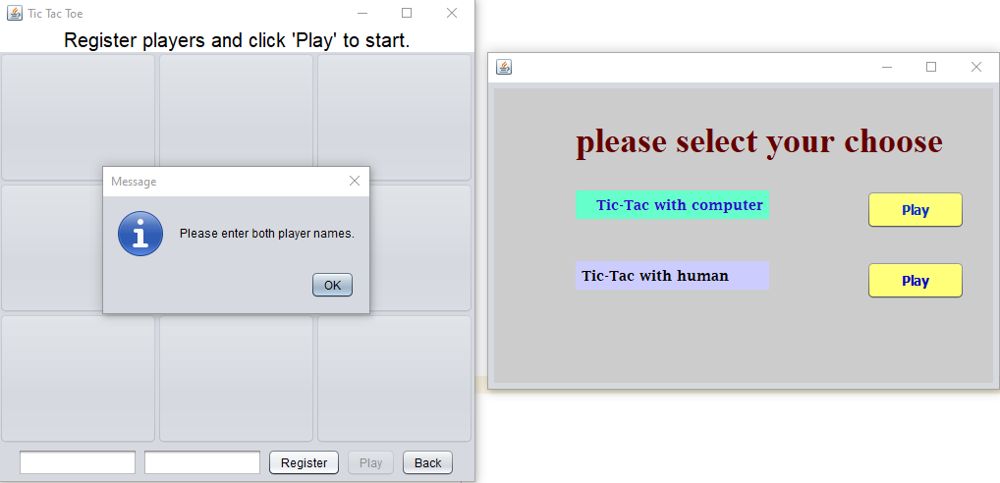 Tic Tac Toe
Register players and click 'Play' to start.
Message
Please enter both player names.
OK
Register
Play
Back
please select your choose
Tic-Tac with computer
Play
Tic-Tac with human
Play